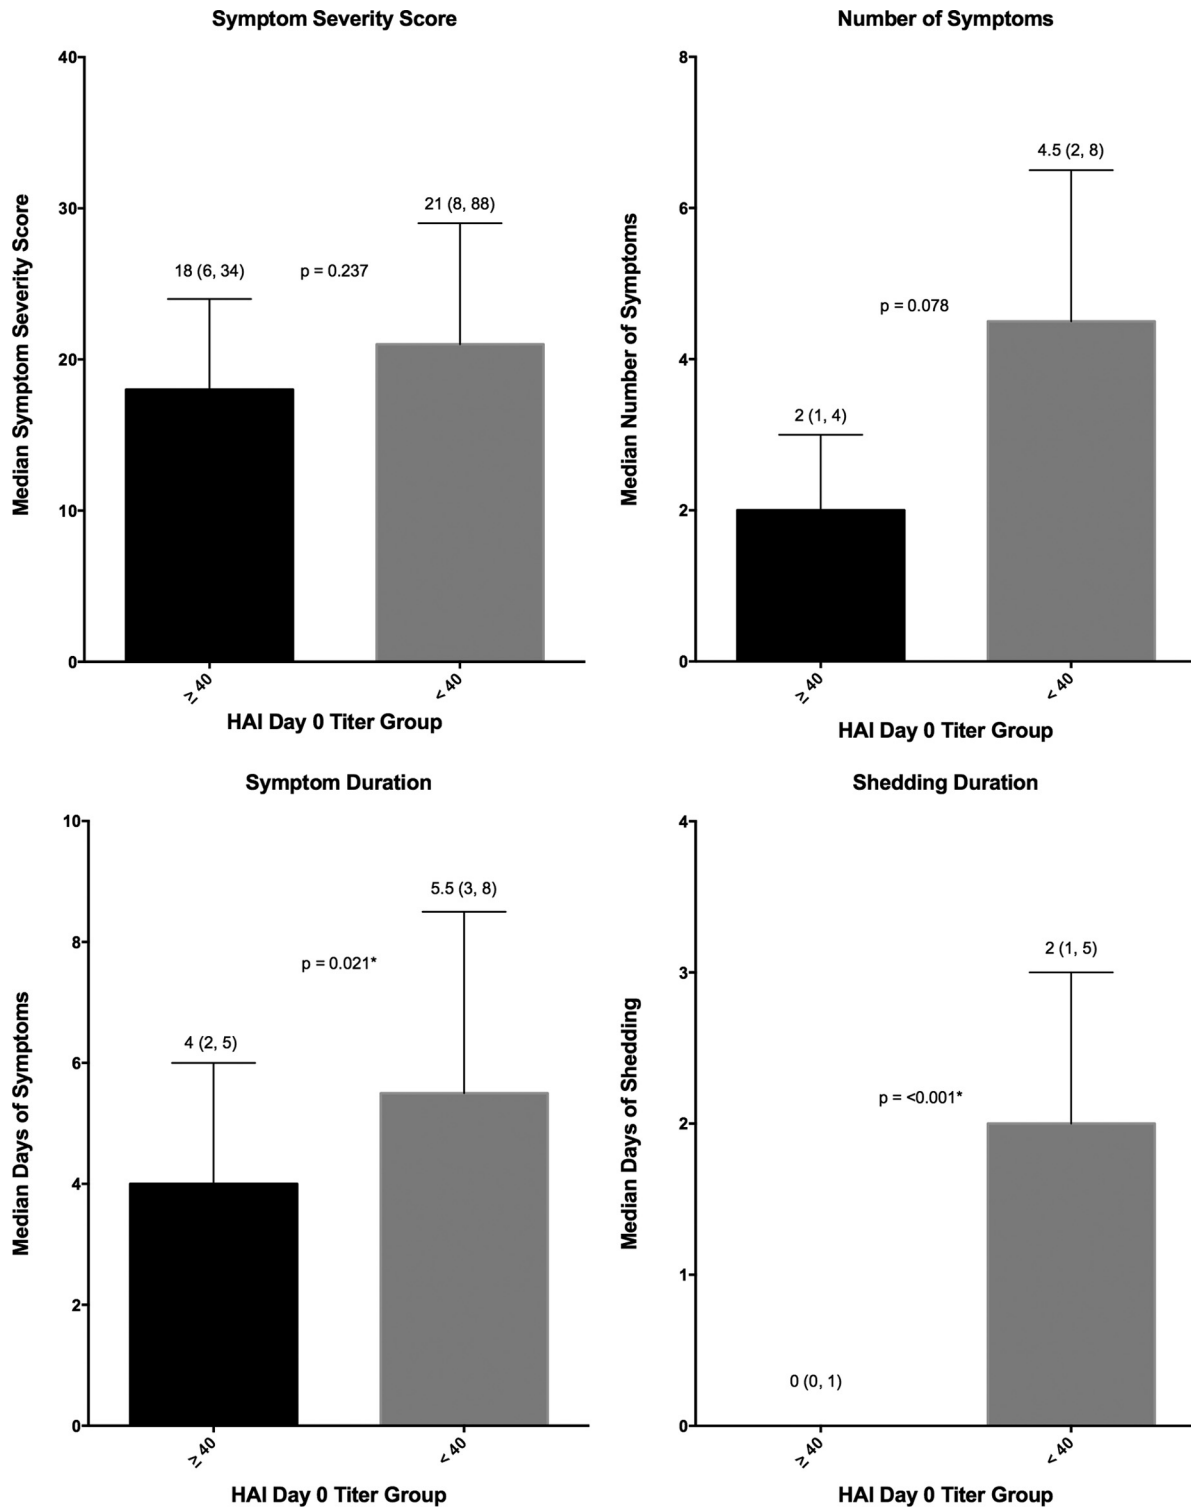 Symptom Severity Score
40
30
20
10
0
Median Symptom Severity Score
18 (6, 34)
p = 0.237
21 (8, 88)
≥ 40
< 40
HAI Day 0 Titer Group
Number of Symptoms
8
6
4
2
0
Median Number of Symptoms
2 (1, 4)
p = 0.078
4.5 (2, 8)
≥ 40
< 40
HAI Day 0 Titer Group
Symptom Duration
10
8
6
4
2
0
Median Days of Symptoms
4 (2, 5)
p = 0.021*
5.5 (3, 8)
≥ 40
< 40
HAI Day 0 Titer Group
Shedding Duration
4
3
2
1
0
Median Days of Shedding
0 (0, 1)
p = <0.001*
2 (1, 5)
≥ 40
< 40
HAI Day 0 Titer Group